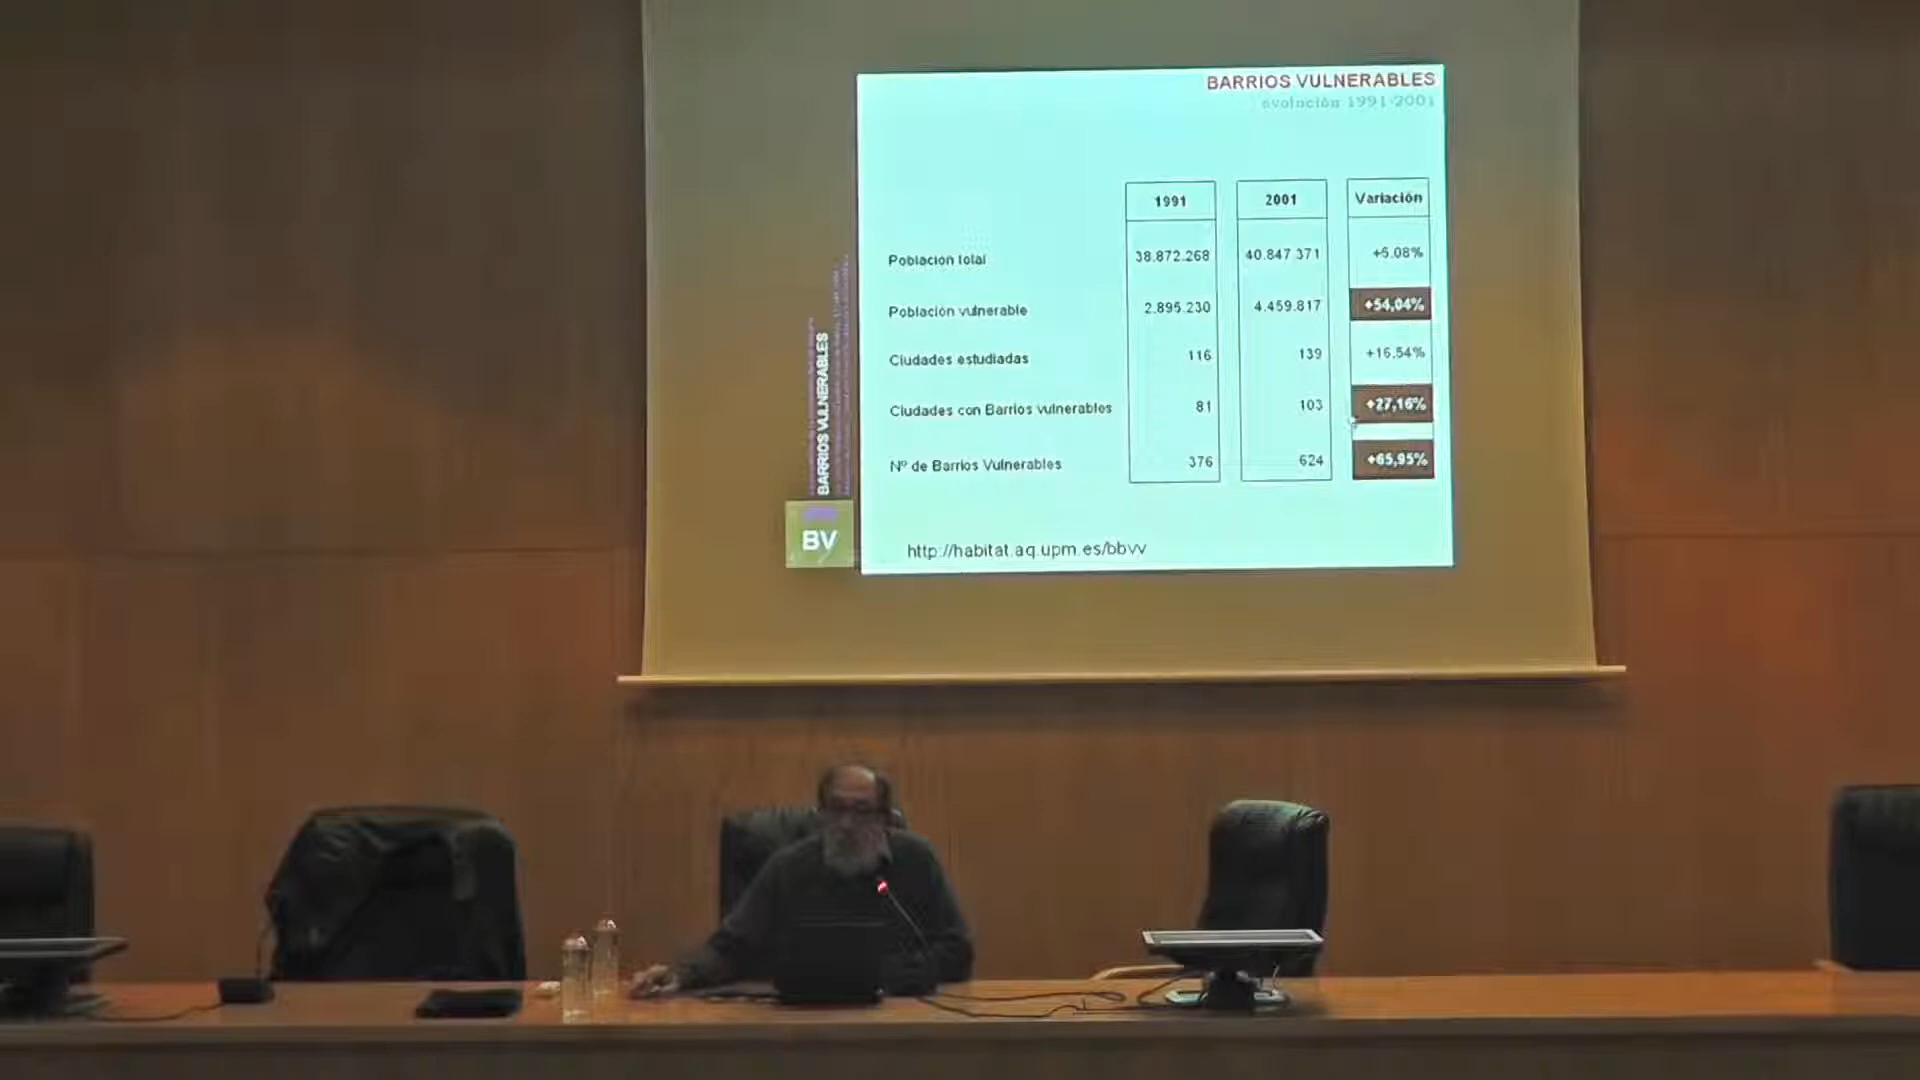 BARRIOS VULNERABLES
evolución 1991-2001
1991 2001 Variación
Población total 38.872.268 40.847.371 +5.08%
Población vulnerable 2.895.230 4.459.817 +54,04%
Ciudades estudiadas 116 139 +16.54%
Ciudades con Barrios vulnerables 81 103 +27,16%
Nº de Barrios Vulnerables 376 624 +65,95%
http://habitat.aq.upm.es/bbvv
BARRIOS VULNERABLES
BV